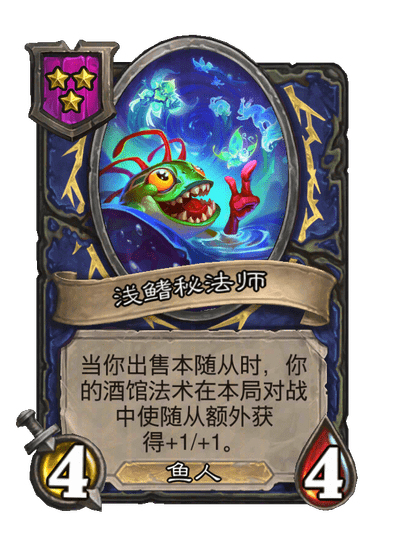 浅鳍秘法师
当你出售本随从时，你
的酒馆法术在本局对战
中使随从额外获
得+1/+1。
4
鱼人
4